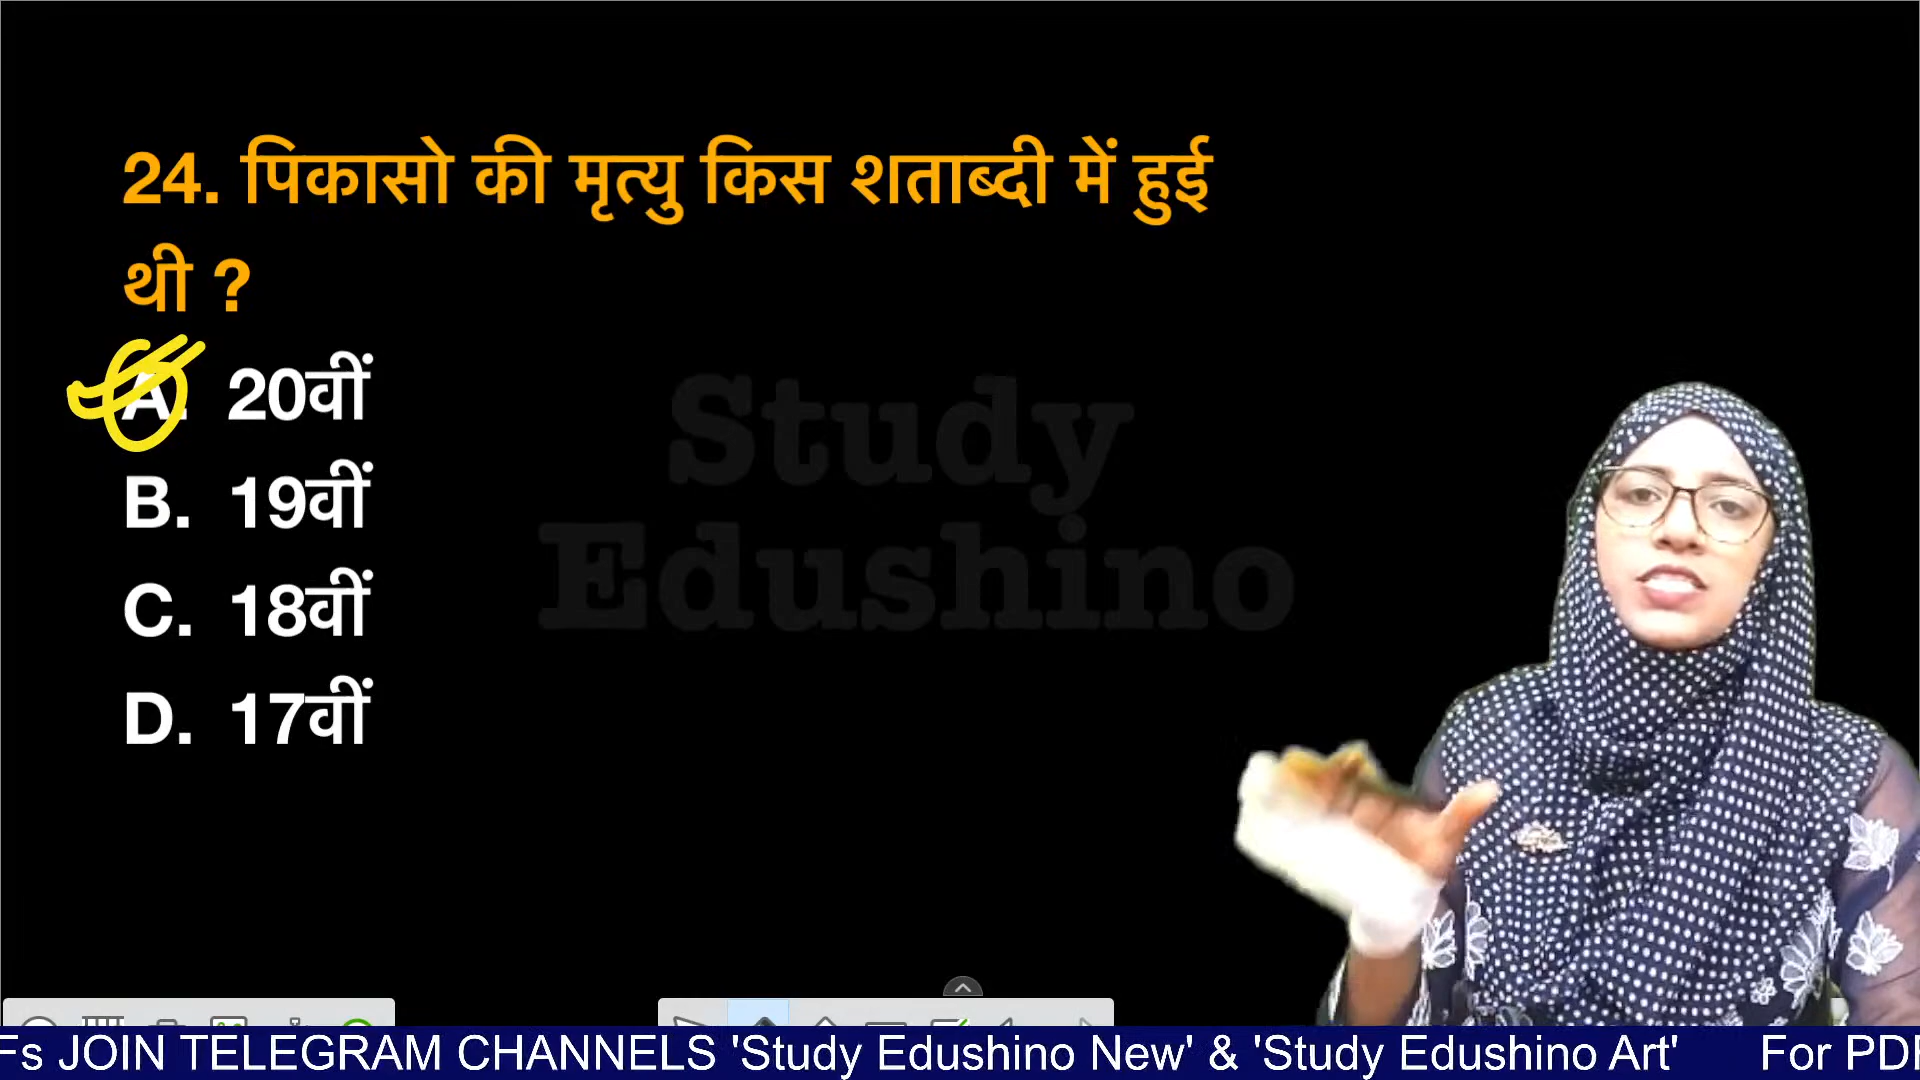 24. पिकासो की मृत्यु किस शताब्दी में हुई
थी ?
A. 20वीं
B. 19वीं
C. 18वीं
D. 17वीं
Study
Edushino
Fs JOIN TELEGRAM CHANNELS 'Study Edushino New' & 'Study Edushino Art' For PDF